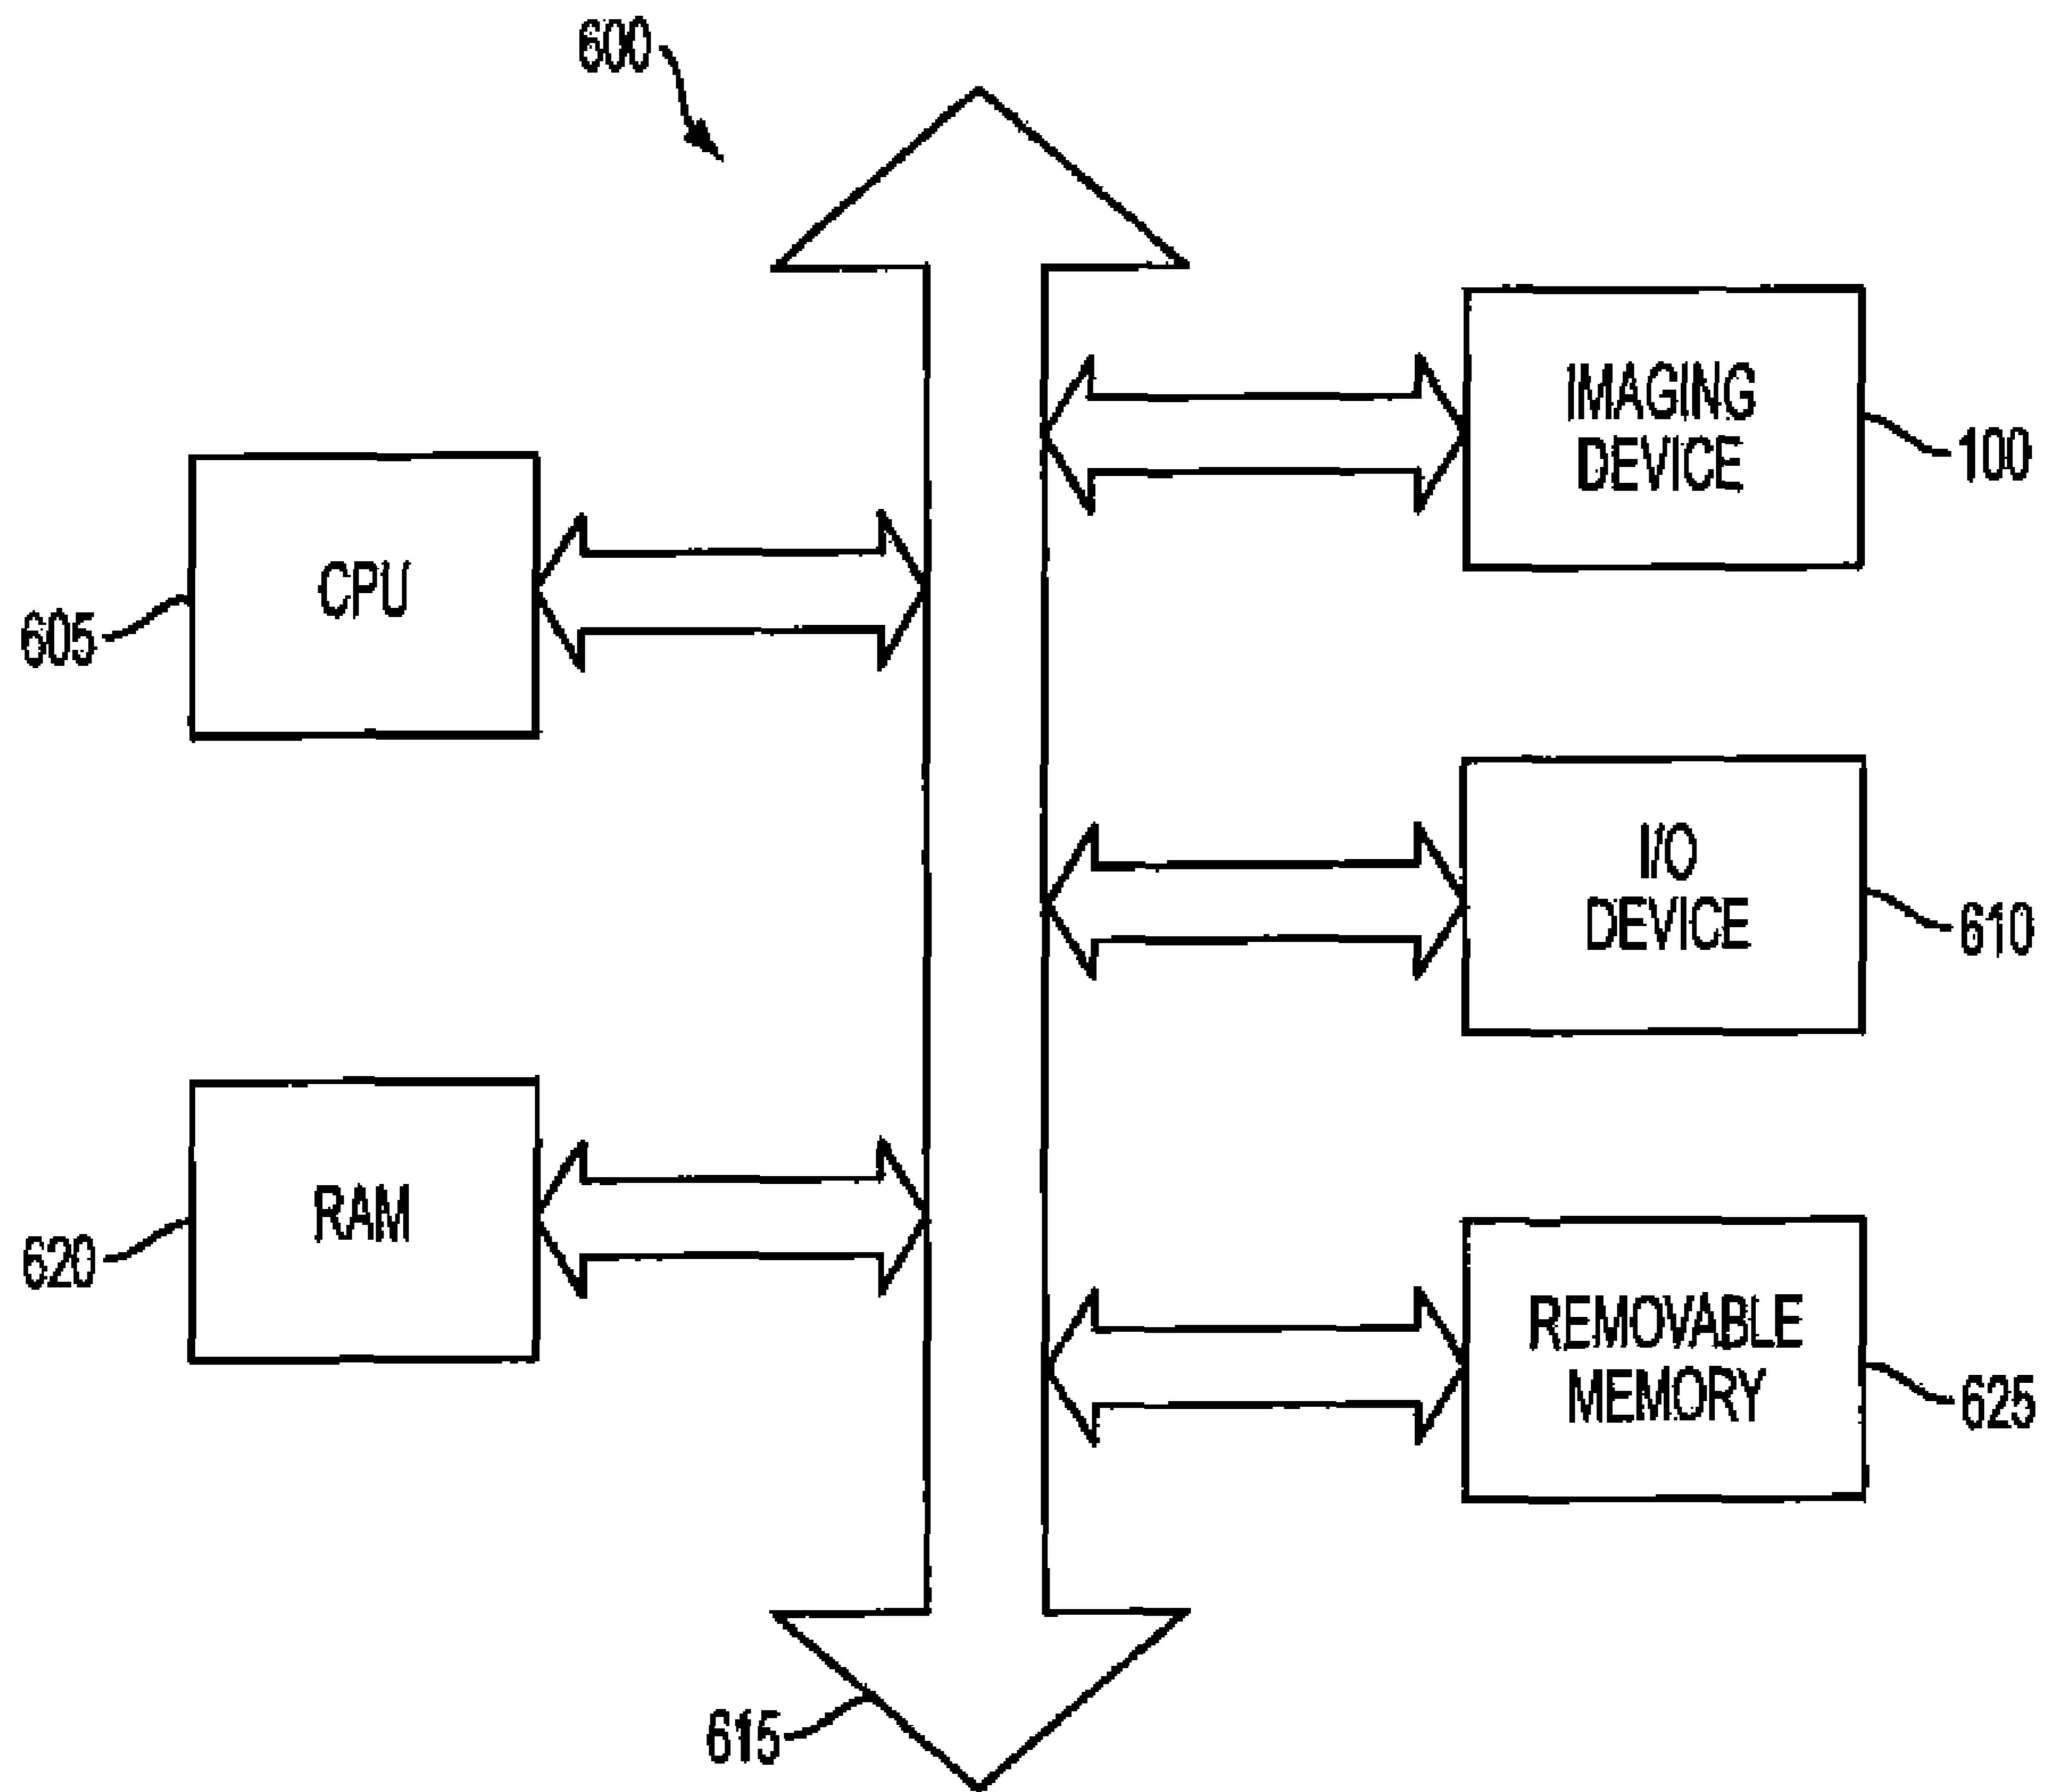 600
IMAGING
DEVICE
100
CPU
605
I/O
DEVICE
610
RAM
620
REMOVABLE
MEMORY
625
615